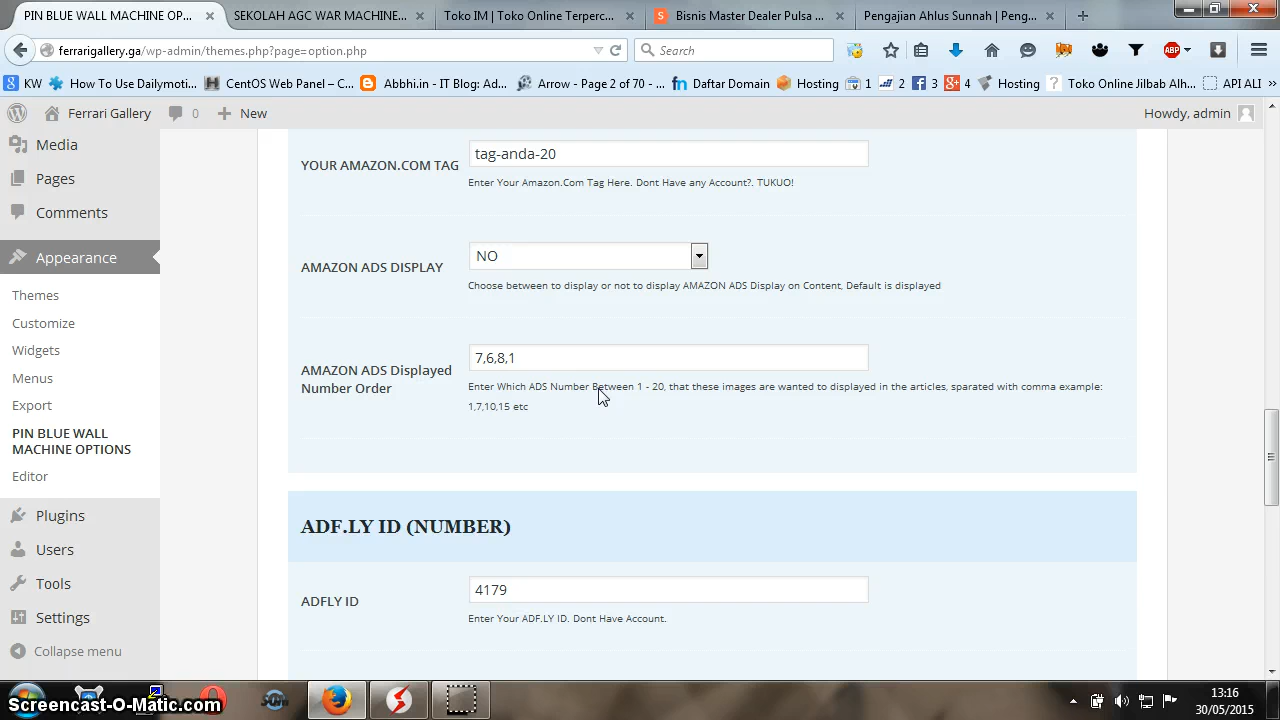 PIN BLUE WALL MACHINE OP...
SEKOLAH AGC WAR MACHINE...
Toko IM | Toko Online Terperc...
Bisnis Master Dealer Pulsa ...
Pengajian Ahlus Sunnah | Peng...
ferrarigallery.ga/wp-admin/themes.php?page=option.php
Search
ABP
KW
How To Use Dailymoti...
CentOS Web Panel – C...
Abbhi.in - IT Blog: Ad...
Arrow - Page 2 of 70 - ...
Daftar Domain
Hosting
1
2
3
4
Hosting
Toko Online Jilbab Alh...
API ALI
Ferrari Gallery
0
New
Howdy, admin
Media
Pages
Comments
Appearance
Themes
Customize
Widgets
Menus
Export
PIN BLUE WALL
MACHINE OPTIONS
Editor
Plugins
Users
Tools
Settings
Collapse menu
YOUR AMAZON.COM TAG
tag-anda-20
Enter Your Amazon.Com Tag Here. Dont Have any Account?. TUKUO!
AMAZON ADS DISPLAY
NO
Choose between to display or not to display AMAZON ADS Display on Content, Default is displayed
AMAZON ADS Displayed
Number Order
7,6,8,1
Enter Which ADS Number Between 1 - 20, that these images are wanted to displayed in the articles, sparated with comma example:
1,7,10,15 etc
ADF.LY ID (NUMBER)
ADFLY ID
4179
Enter Your ADF.LY ID. Dont Have Account.
Screencast-O-Matic.com
13:16
30/05/2015